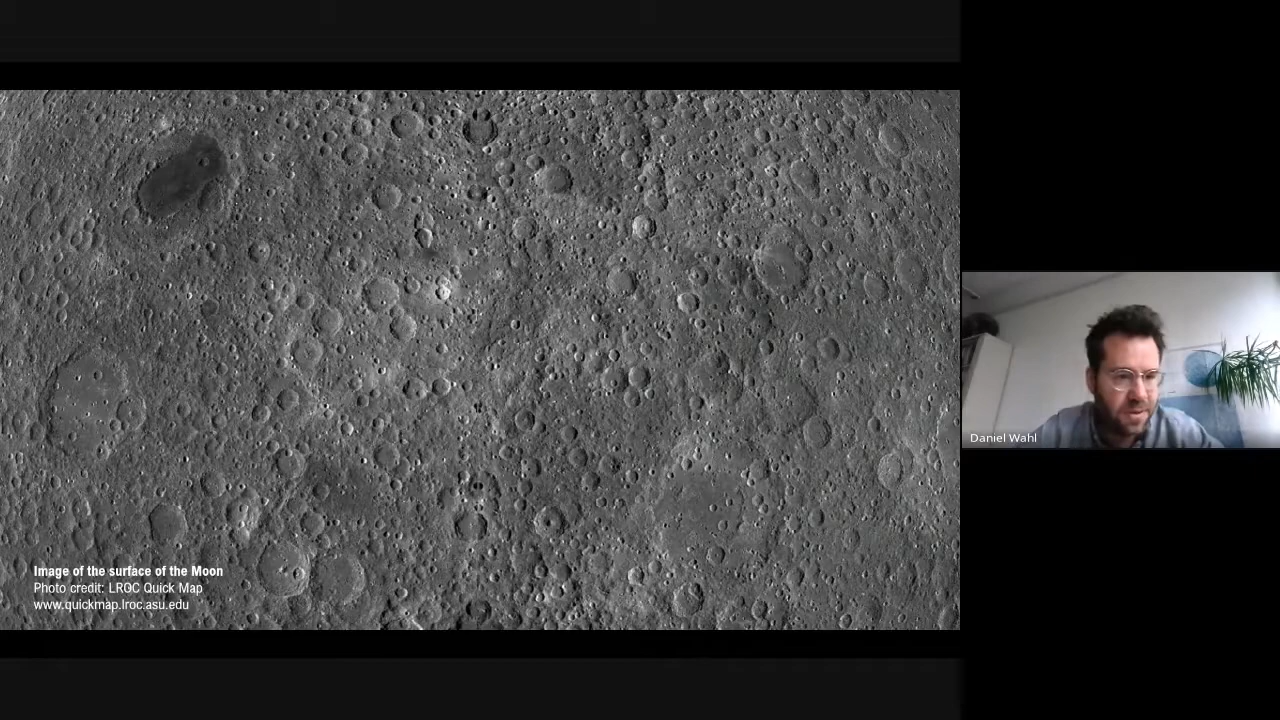 Image of the surface of the Moon
Photo credit: LROC Quick Map
www.quickmap.lroc.asu.edu
Daniel Wahl